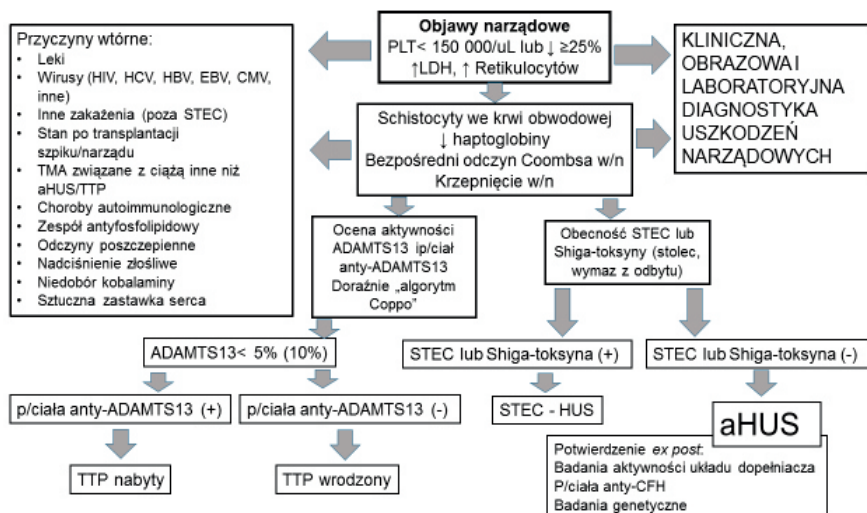 Objawy narządowe
PLT< 150 000/uL lub ↓ ≥25%
↑LDH, ↑ Retikulocytów
Przyczyny wtórne:
• Leki
• Wirusy (HIV, HCV, HBV, EBV, CMV,
inne)
• Inne zakażenia (poza STEC)
• Stan po transplantacji
szpiku/narządu
• TMA związane z ciążą inne niż
aHUS/TTP
• Choroby autoimmunologiczne
• Zespół antyfosfolipidowy
• Odczyny poszczepienne
• Nadciśnienie złośliwe
• Niedobór kobalaminy
• Sztuczna zastawka serca
KLINICZNA,
OBRAZOWA I
LABORATORYJNA
DIAGNOSTYKA
USZKODZEŃ
NARZĄDOWYCH
Schistocyty we krwi obwodowej
↓ haptoglobiny
Bezpośredni odczyn Coombsa w/n
Krzepnięcie w/n
Ocena aktywności
ADAMTS13 ip/ciał
anty-ADAMTS13
Doraźnie „algorytm
Coppo”
Obecność STEC lub
Shiga-toksyny (stolec,
wymaz z odbytu)
ADAMTS13< 5% (10%)
STEC lub Shiga-toksyna (+)
STEC lub Shiga-toksyna (-)
p/ciała anty-ADAMTS13 (+)
p/ciała anty-ADAMTS13 (-)
STEC - HUS
aHUS
TTP nabyty
TTP wrodzony
Potwierdzenie ex post:
Badania aktywności układu dopełniacza
P/ciała anty-CFH
Badania genetyczne